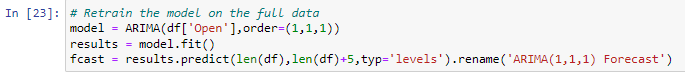 In [23]: # Retrain the model on the full data
model = ARIMA(df['Open'],order=(1,1,1))
results = model.fit()
fcast = results.predict(len(df),len(df)+5,typ='levels').rename('ARIMA(1,1,1) Forecast')